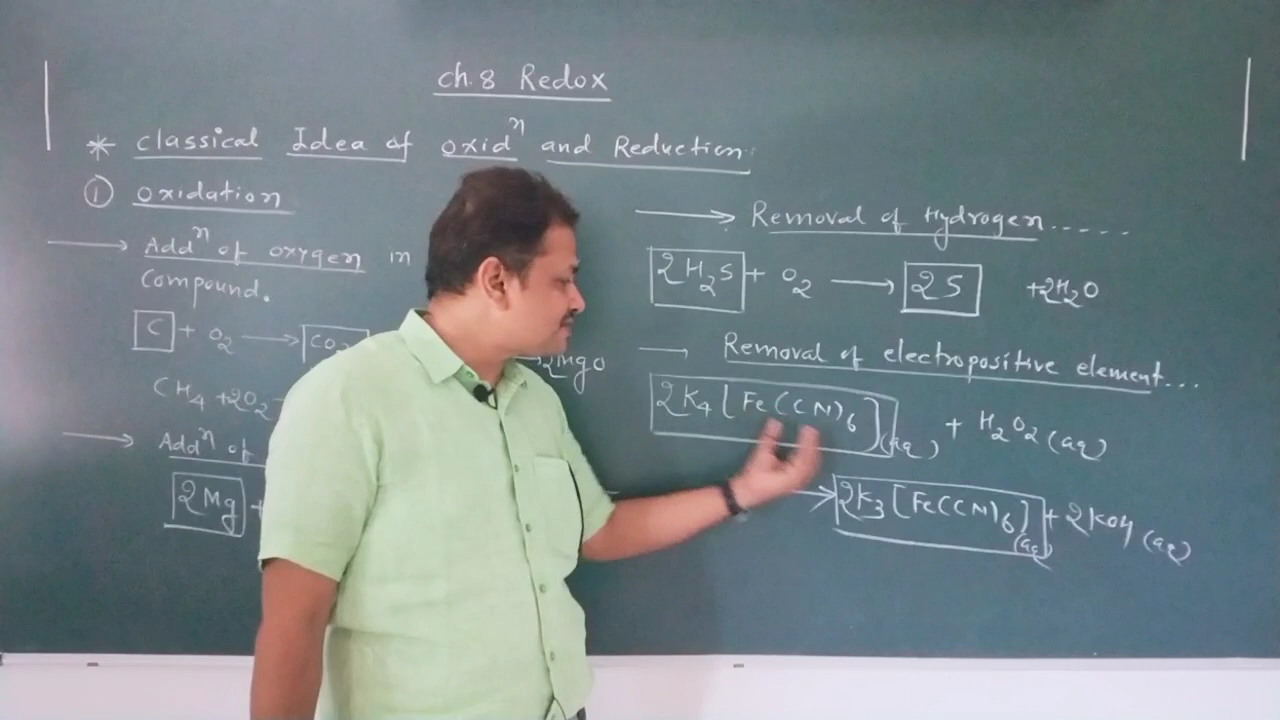 ch.8 Redox
* classical Idea of oxidⁿ and Reduction
① oxidation
→ Addⁿ of oxygen in
compound.
C + O₂ → CO₂
CH₄ + 2O₂
→ Addⁿ of
2Mg +
→ 2MgO
→ Removal of Hydrogen.....
2H₂S + O₂ → 2S +2H₂O
→ Removal of electropositive element...
2K₄[Fe(CN)₆](aq) + H₂O₂(aq)
→ 2K₃[Fe(CN)₆](aq) + 2KOH(aq)